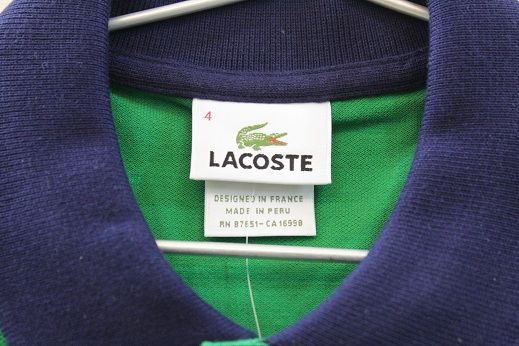 4
LACOSTE
DESIGNED IN FRANCE
MADE IN PERU
RN 87651-CA 16998